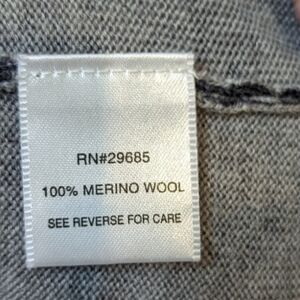 RN#29685
100% MERINO WOOL
SEE REVERSE FOR CARE